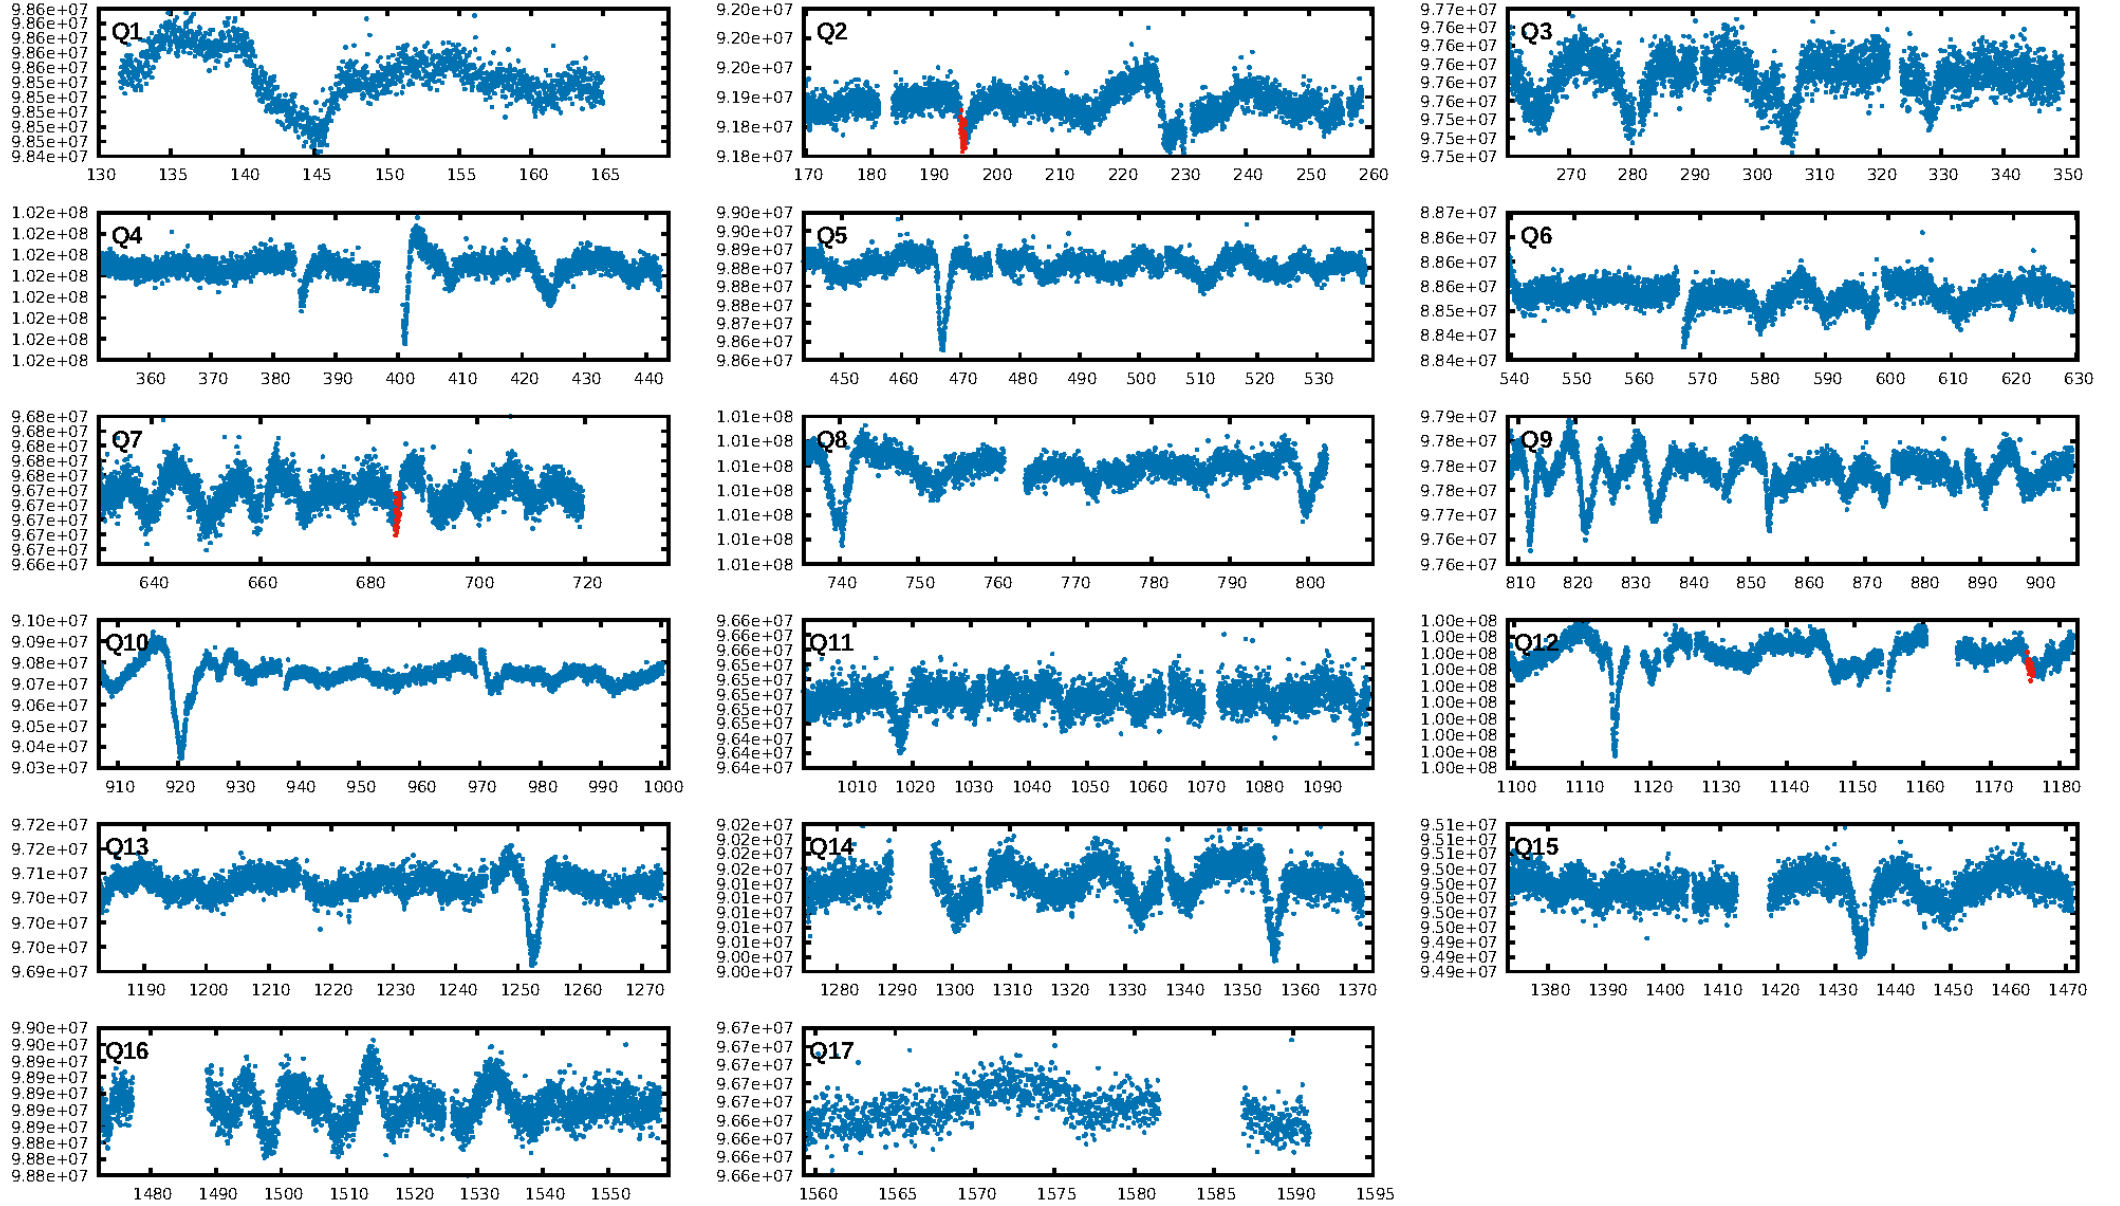 Q1
9.86e+07
9.86e+07
9.86e+07
9.86e+07
9.86e+07
9.85e+07
9.85e+07
9.85e+07
9.85e+07
9.85e+07
9.84e+07
130 135 140 145 150 155 160 165
Q2
9.20e+07
9.20e+07
9.20e+07
9.19e+07
9.18e+07
9.18e+07
170 180 190 200 210 220 230 240 250 260
Q3
9.77e+07
9.76e+07
9.76e+07
9.76e+07
9.76e+07
9.76e+07
9.75e+07
9.75e+07
9.75e+07
270 280 290 300 310 320 330 340 350
Q4
1.02e+08
1.02e+08
1.02e+08
1.02e+08
1.02e+08
1.02e+08
1.02e+08
1.02e+08
360 370 380 390 400 410 420 430 440
Q5
9.90e+07
9.90e+07
9.89e+07
9.88e+07
9.88e+07
9.88e+07
9.87e+07
9.86e+07
9.86e+07
450 460 470 480 490 500 510 520 530
Q6
8.87e+07
8.86e+07
8.86e+07
8.86e+07
8.85e+07
8.84e+07
8.84e+07
540 550 560 570 580 590 600 610 620 630
Q7
9.68e+07
9.68e+07
9.68e+07
9.68e+07
9.68e+07
9.67e+07
9.67e+07
9.67e+07
9.67e+07
9.67e+07
9.66e+07
640 660 680 700 720
Q8
1.01e+08
1.01e+08
1.01e+08
1.01e+08
1.01e+08
1.01e+08
1.01e+08
740 750 760 770 780 790 800
Q9
9.79e+07
9.78e+07
9.78e+07
9.78e+07
9.77e+07
9.76e+07
9.76e+07
810 820 830 840 850 860 870 880 890 900
Q10
9.10e+07
9.09e+07
9.08e+07
9.07e+07
9.06e+07
9.05e+07
9.04e+07
9.03e+07
910 920 930 940 950 960 970 980 990 1000
Q11
9.66e+07
9.66e+07
9.66e+07
9.65e+07
9.65e+07
9.65e+07
9.65e+07
9.65e+07
9.64e+07
9.64e+07
9.64e+07
1010 1020 1030 1040 1050 1060 1070 1080 1090
Q12
1.00e+08
1.00e+08
1.00e+08
1.00e+08
1.00e+08
1.00e+08
1.00e+08
1.00e+08
1.00e+08
1.00e+08
1100 1110 1120 1130 1140 1150 1160 1170 1180
Q13
9.72e+07
9.72e+07
9.71e+07
9.70e+07
9.70e+07
9.70e+07
9.69e+07
1190 1200 1210 1220 1230 1240 1250 1260 1270
Q14
9.02e+07
9.02e+07
9.02e+07
9.02e+07
9.01e+07
9.01e+07
9.01e+07
9.01e+07
9.01e+07
9.00e+07
9.00e+07
1280 1290 1300 1310 1320 1330 1340 1350 1360 1370
Q15
9.51e+07
9.51e+07
9.51e+07
9.50e+07
9.50e+07
9.50e+07
9.50e+07
9.50e+07
9.49e+07
9.49e+07
1380 1390 1400 1410 1420 1430 1440 1450 1460 1470
Q16
9.90e+07
9.89e+07
9.89e+07
9.89e+07
9.89e+07
9.89e+07
9.89e+07
9.88e+07
9.88e+07
9.88e+07
1480 1490 1500 1510 1520 1530 1540 1550
Q17
9.67e+07
9.67e+07
9.67e+07
9.67e+07
9.67e+07
9.66e+07
9.66e+07
9.66e+07
9.66e+07
1560 1565 1570 1575 1580 1585 1590 1595